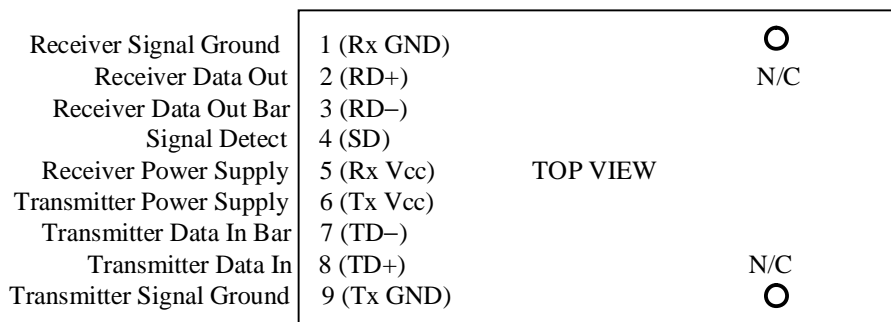 Receiver Signal Ground 1 (Rx GND)
Receiver Data Out 2 (RD+) N/C
Receiver Data Out Bar 3 (RD−)
Signal Detect 4 (SD)
Receiver Power Supply 5 (Rx Vcc) TOP VIEW
Transmitter Power Supply 6 (Tx Vcc)
Transmitter Data In Bar 7 (TD−)
Transmitter Data In 8 (TD+) N/C
Transmitter Signal Ground 9 (Tx GND)